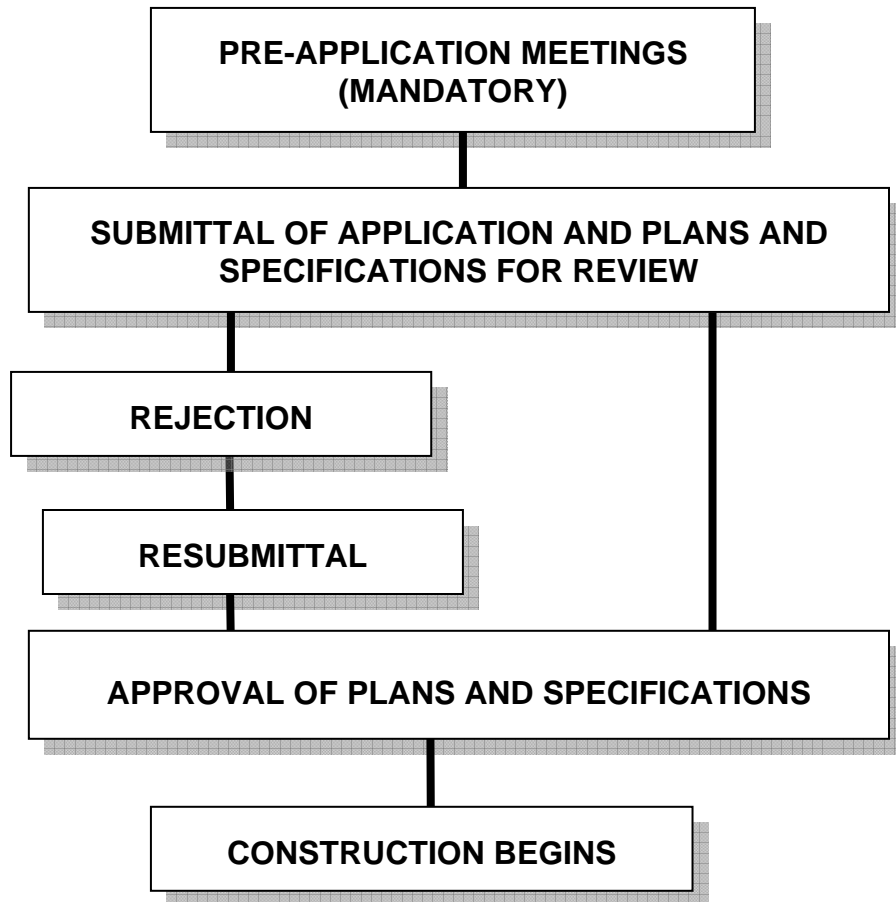 PRE-APPLICATION MEETINGS
(MANDATORY)
SUBMITTAL OF APPLICATION AND PLANS AND
SPECIFICATIONS FOR REVIEW
REJECTION
RESUBMITTAL
APPROVAL OF PLANS AND SPECIFICATIONS
CONSTRUCTION BEGINS